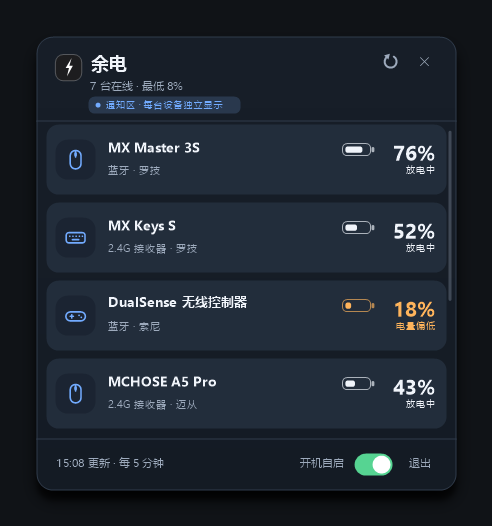 余电
7 台在线 · 最低 8%
通知区 · 每台设备独立显示
MX Master 3S
蓝牙 · 罗技
76%
放电中
MX Keys S
2.4G 接收器 · 罗技
52%
放电中
DualSense 无线控制器
蓝牙 · 索尼
18%
电量偏低
MCHOSE A5 Pro
2.4G 接收器 · 迈从
43%
放电中
15:08 更新 · 每 5 分钟
开机自启
退出